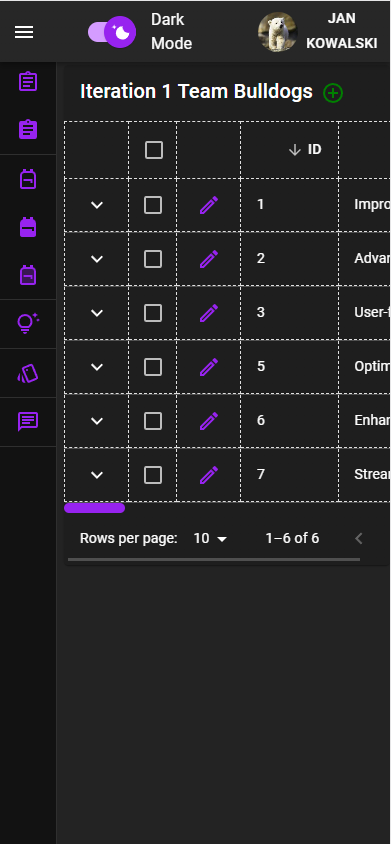 Dark
Mode
JAN
KOWALSKI
Iteration 1 Team Bulldogs
ID
1 Impro
2 Advan
3 User-f
5 Optim
6 Enhan
7 Strea
Rows per page: 10 1–6 of 6